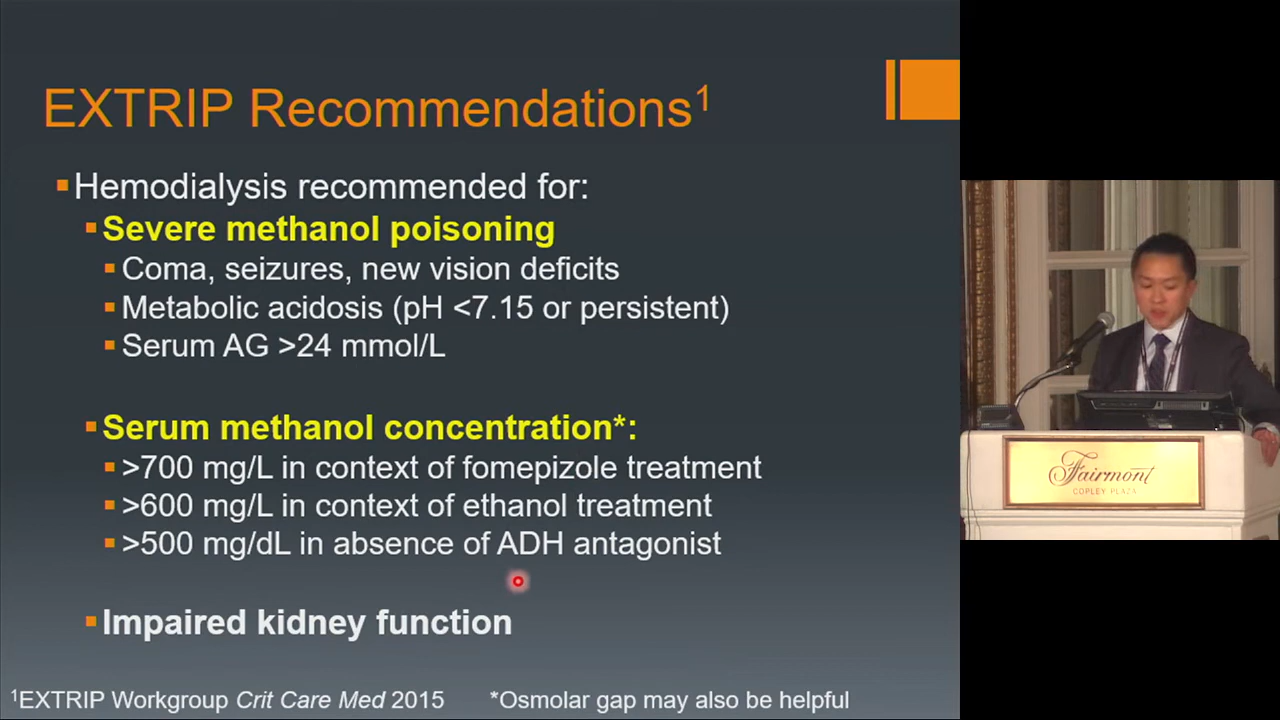 EXTRIP Recommendations¹
Hemodialysis recommended for:
Severe methanol poisoning
Coma, seizures, new vision deficits
Metabolic acidosis (pH <7.15 or persistent)
Serum AG >24 mmol/L
Serum methanol concentration*:
>700 mg/L in context of fomepizole treatment
>600 mg/L in context of ethanol treatment
>500 mg/dL in absence of ADH antagonist
Impaired kidney function
¹EXTRIP Workgroup Crit Care Med 2015
*Osmolar gap may also be helpful
Fairmont
COPLEY PLAZA